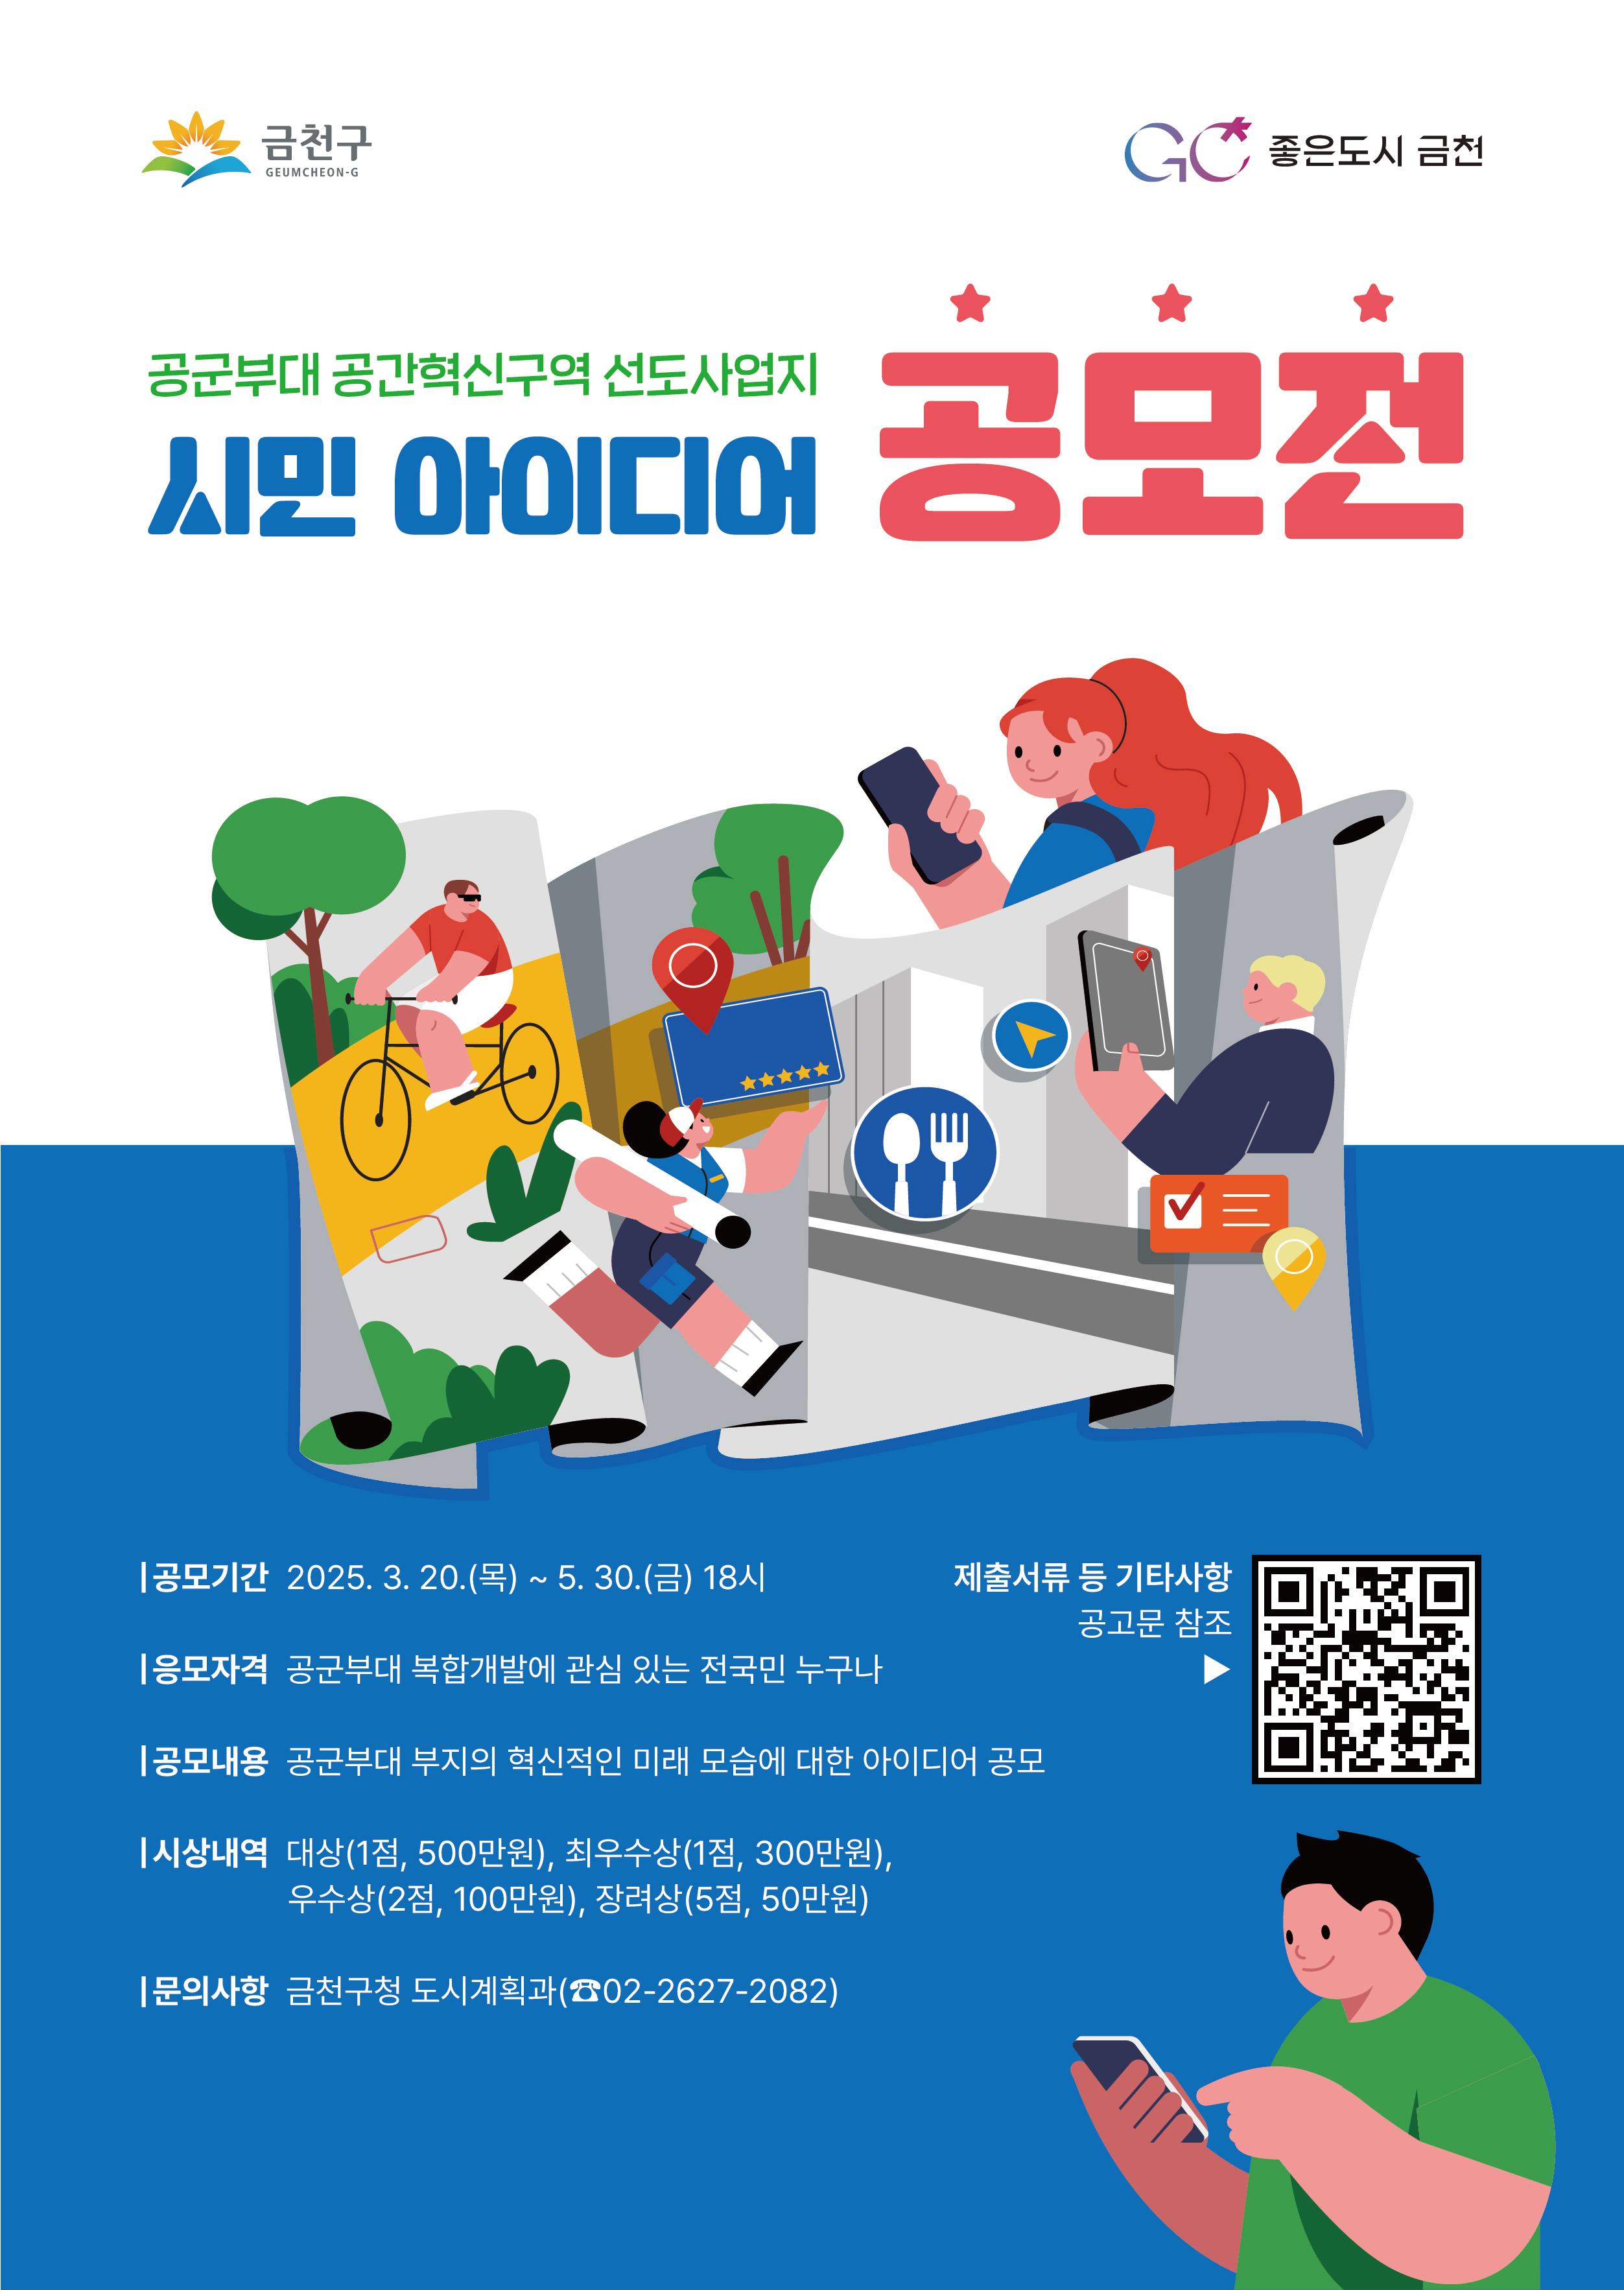 금천구
GEUMCHEON-G
GC 좋은도시 금천
공군부대 공간혁신구역 선도사업지
시민 아이디어 공모전
공모기간 2025. 3. 20.(목) ~ 5. 30.(금) 18시
응모자격 공군부대 복합개발에 관심 있는 전국민 누구나
공모내용 공군부대 부지의 혁신적인 미래 모습에 대한 아이디어 공모
시상내역 대상(1점, 500만원), 최우수상(1점, 300만원),
우수상(2점, 100만원), 장려상(5점, 50만원)
문의사항 금천구청 도시계획과(☎02-2627-2082)
제출서류 등 기타사항
공고문 참조
▶